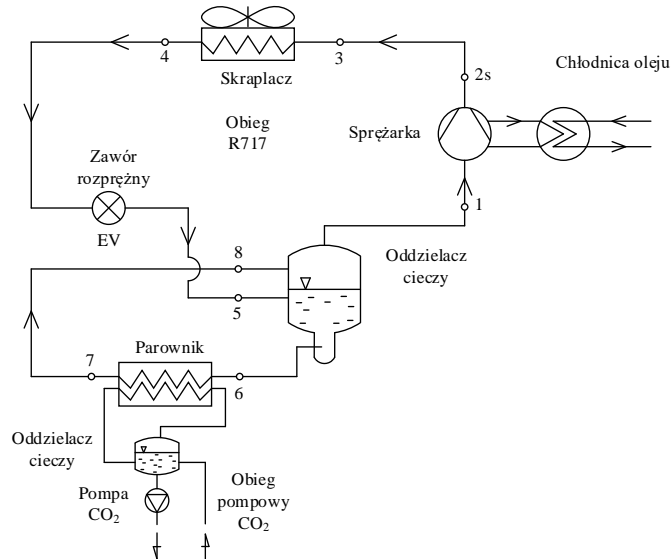 4
3
2s
Skraplacz
Chłodnica oleju
Obieg
R717
Sprężarka
Zawór
rozprężny
EV
1
8
Oddzielacz
cieczy
5
Parownik
7
6
Oddzielacz
cieczy
Pompa
CO₂
Obieg
pompowy
CO₂